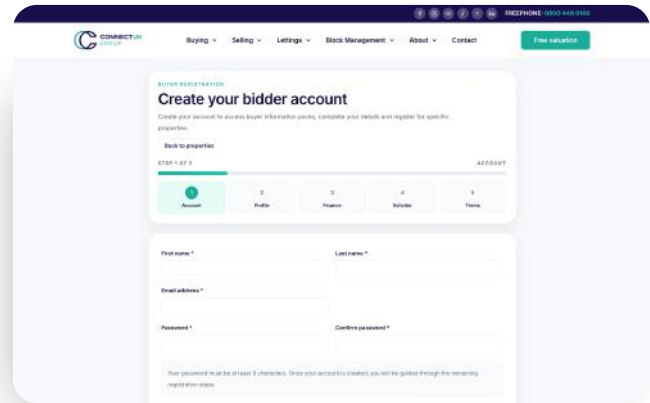 FREEPHONE: 0800 448 0160
CONNECTUK
GROUP
Buying Selling Lettings Block Management About Contact
Free valuation
BUYER REGISTRATION
Create your bidder account
Create your account to access buyer information packs, complete your details and register for specific
properties.
Back to properties
STEP 1 OF 5 ACCOUNT
1 2 3 4 5
Account Profile Finance Solicitor Terms
First name * Last name *
Email address *
Password * Confirm password *
Your password must be at least 8 characters. Once your account is created, you will be guided through the remaining
registration steps.